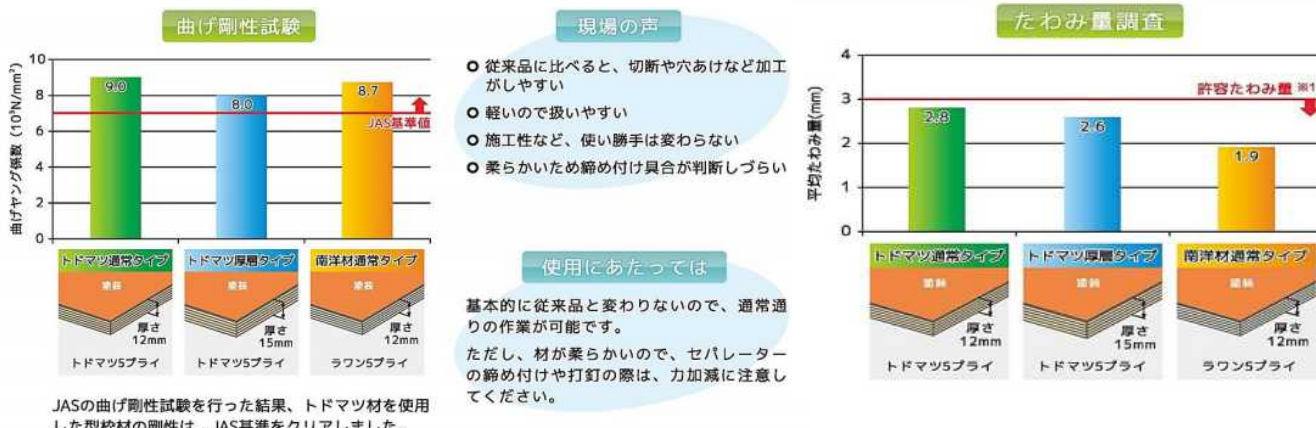 曲げ剛性試験
曲げヤング係数 (10³N/mm²)
10
8
6
4
2
0
9.0
8.0
8.7
JAS基準値
トドマツ通常タイプ
トドマツ厚層タイプ
南洋材通常タイプ
塗装
塗装
塗装
厚さ
12mm
厚さ
15mm
厚さ
12mm
トドマツ5プライ
トドマツ5プライ
ラワン5プライ
JASの曲げ剛性試験を行った結果、トドマツ材を使用
した型枠材の剛性は、JAS基準をクリアしました。
現場の声
従来品に比べると、切断や穴あけなど加工
がしやすい
軽いので扱いやすい
施工性など、使い勝手は変わらない
柔らかいため締め付け具合が判断しづらい
使用にあたっては
基本的に従来品と変わりないので、通常通
りの作業が可能です。
ただし、材が柔らかいので、セパレーター
の締め付けや打釘の際は、力加減に注意し
てください。
たわみ量調査
平均たわみ量(mm)
4
3
2
1
0
許容たわみ量 ※1
2.8
2.6
1.9
トドマツ通常タイプ
トドマツ厚層タイプ
南洋材通常タイプ
塗装
塗装
塗装
厚さ
12mm
厚さ
15mm
厚さ
12mm
トドマツ5プライ
トドマツ5プライ
ラワン5プライ